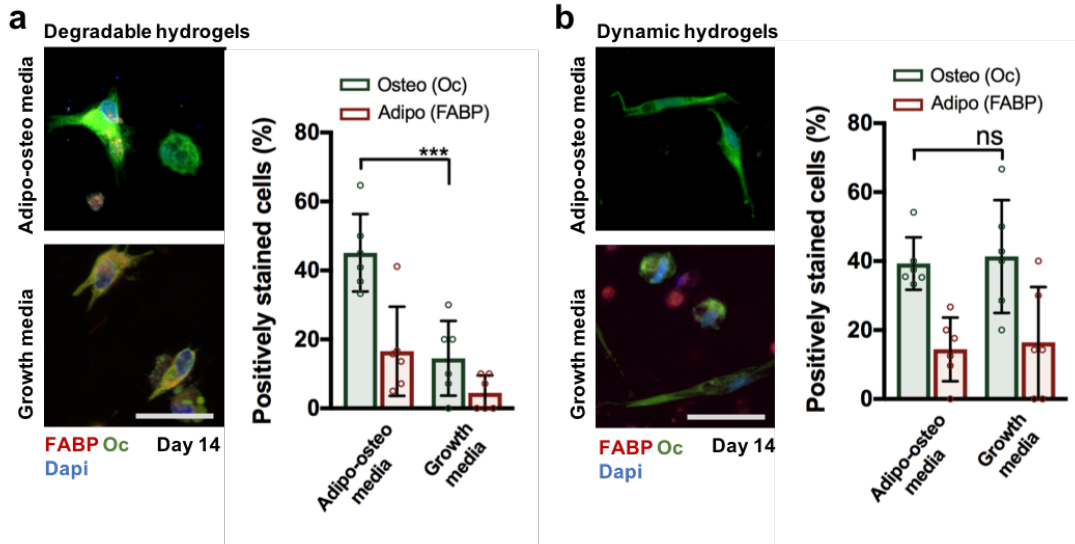 a
Degradable hydrogels
Adipo-osteo media
Growth media
FABP Oc Day 14
Dapi
Osteo (Oc)
Adipo (FABP)
Positively stained cells (%)
80
60
40
20
0
***
Adipo-osteo
media
Growth
media
b
Dynamic hydrogels
Adipo-osteo media
Growth media
FABP Oc Day 14
Dapi
Osteo (Oc)
Adipo (FABP)
Positively stained cells (%)
80
60
40
20
0
ns
Adipo-osteo
media
Growth
media